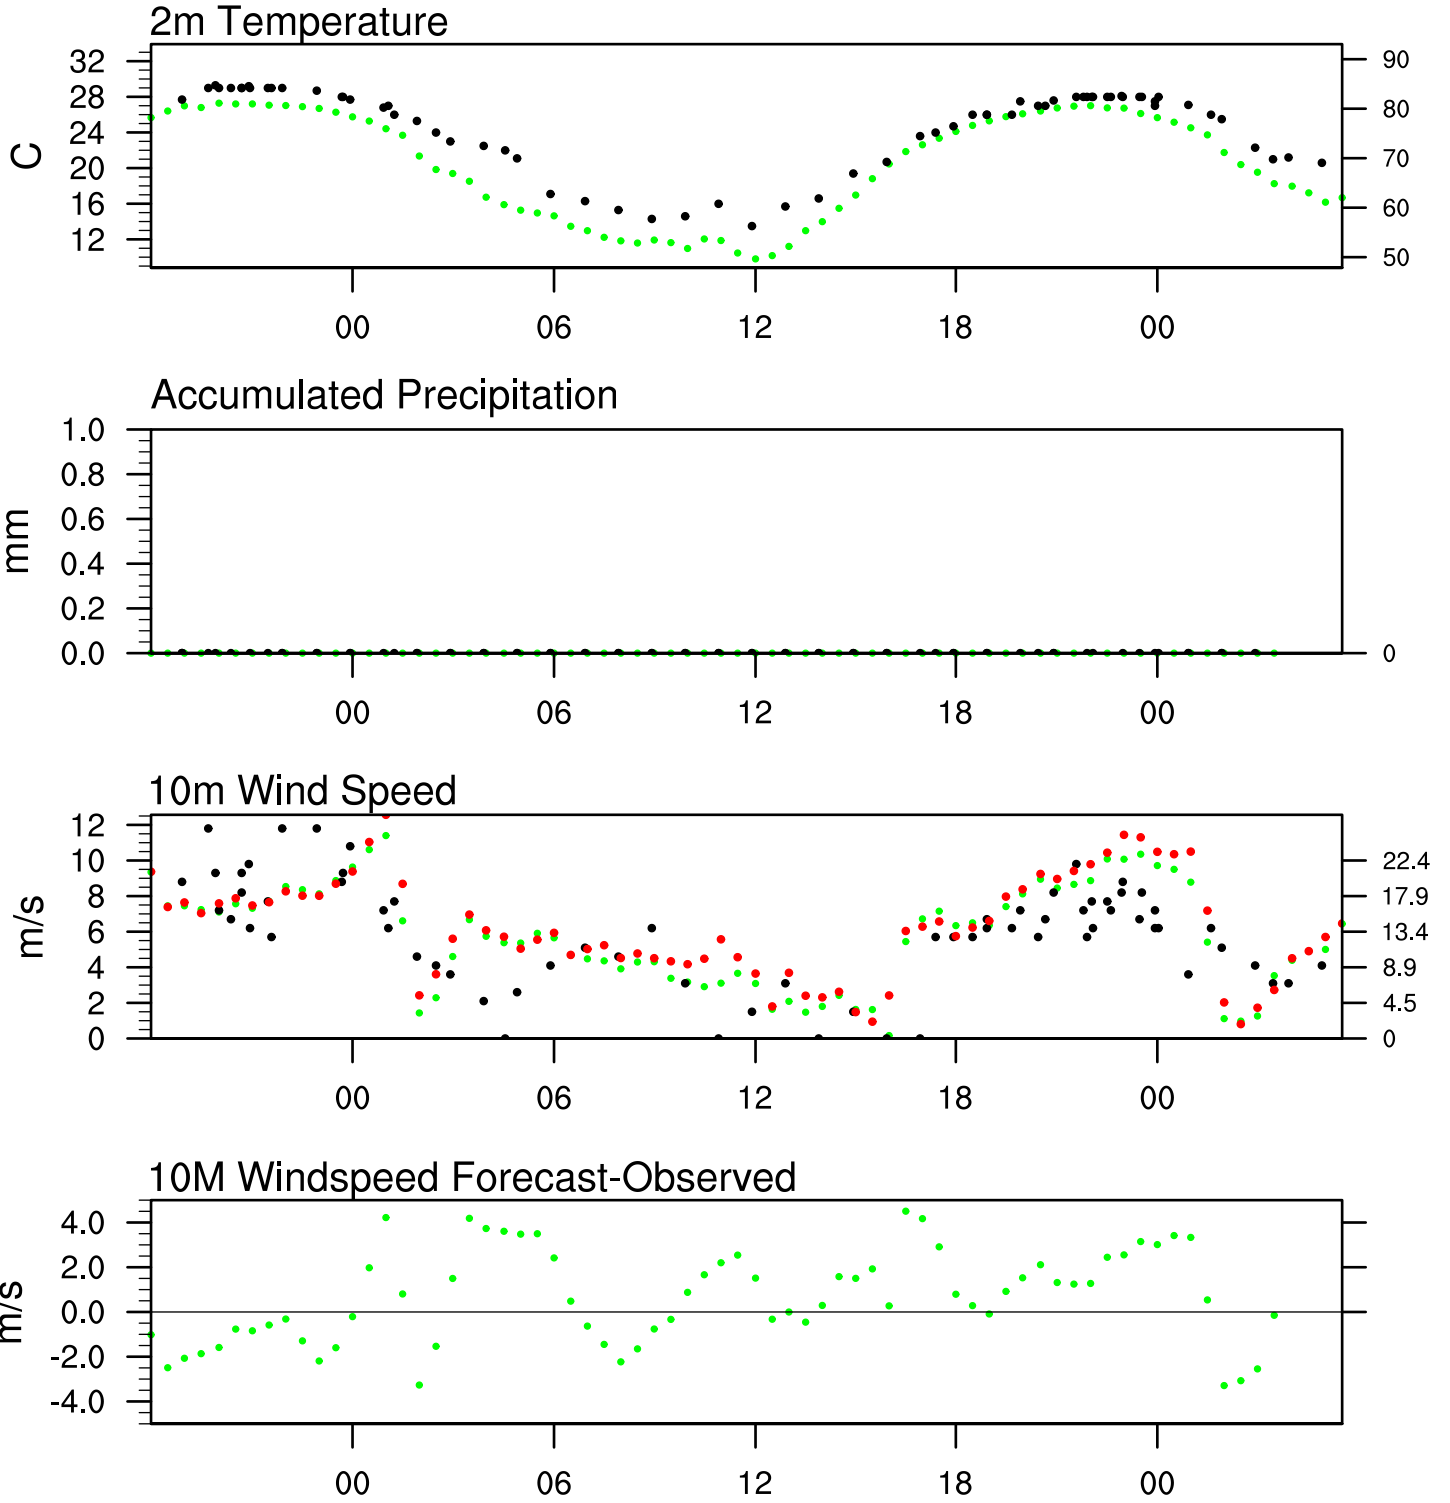 2m Temperature
32 90
28 80
24
C
20 70
16 60
12 50
00 06 12 18 00
Accumulated Precipitation
1.0
0.8
0.6
mm
0.4
0.2
0.0 0
00 06 12 18 00
10m Wind Speed
12
10 22.4
8 17.9
m/s
6 13.4
4 8.9
2 4.5
0 0
00 06 12 18 00
10M Windspeed Forecast-Observed
4.0
2.0
m/s
0.0
-2.0
-4.0
00 06 12 18 00